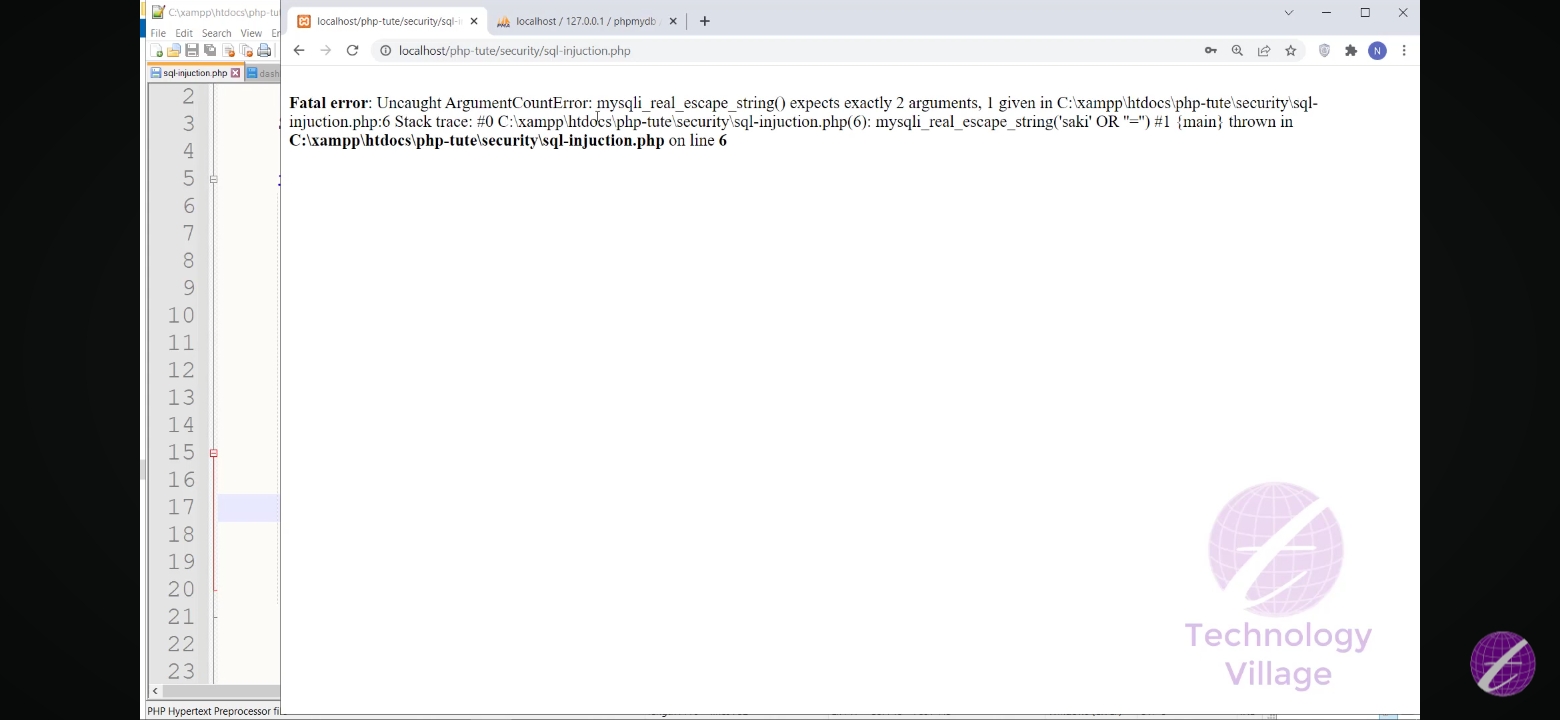 C:\xampp\htdocs\php-tu
File Edit Search View
sql-injuction.php dash
2
3
4
5
6
7
8
9
10
11
12
13
14
15
16
17
18
19
20
21
22
23
PHP Hypertext Preprocessor fi
localhost/php-tute/security/sql-i localhost / 127.0.0.1 / phpmydb
localhost/php-tute/security/sql-injuction.php
N
Fatal error: Uncaught ArgumentCountError: mysqli_real_escape_string() expects exactly 2 arguments, 1 given in C:\xampp\htdocs\php-tute\security\sql-
injuction.php:6 Stack trace: #0 C:\xampp\htdocs\php-tute\security\sql-injuction.php(6): mysqli_real_escape_string('saki' OR ''='') #1 {main} thrown in
C:\xampp\htdocs\php-tute\security\sql-injuction.php on line 6
Technology
Village